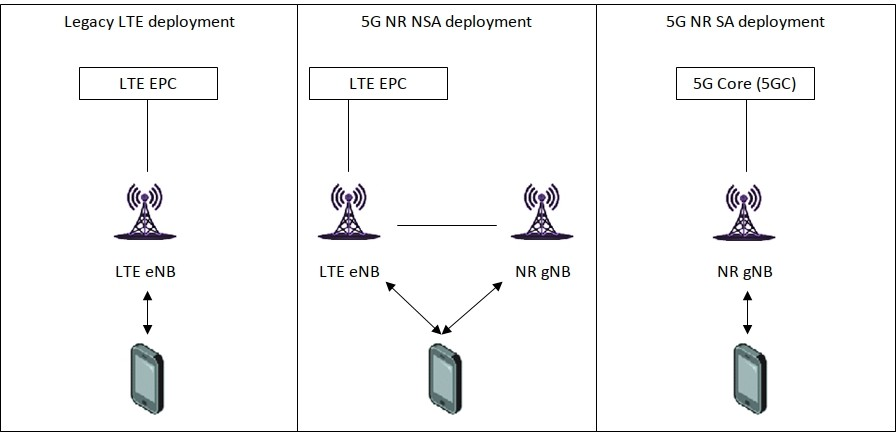 Legacy LTE deployment
5G NR NSA deployment
5G NR SA deployment
LTE EPC
LTE EPC
5G Core (5GC)
LTE eNB
LTE eNB
NR gNB
NR gNB